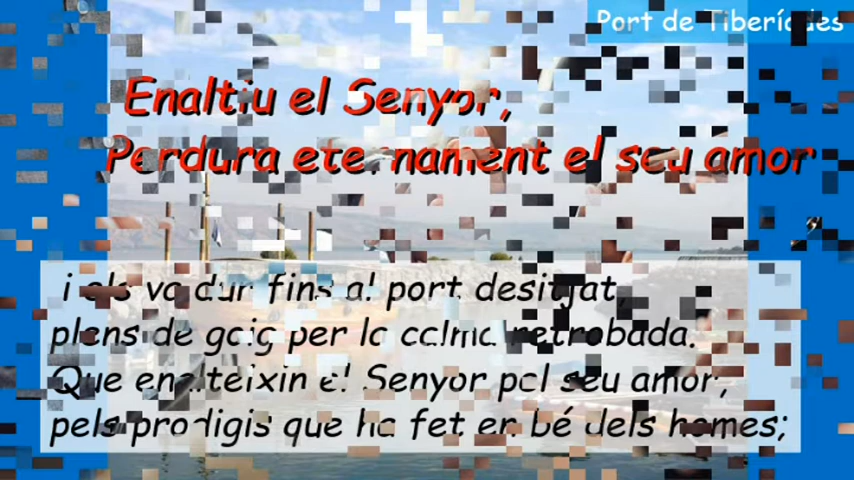 Port de Tiberíades
Enaltiu el Senyor,
Perdura eternament el seu amor
i els va dur fins al port desitjat,
plens de goig per la calma retrobada.
Que enalteixin el Senyor pel seu amor,
pels prodigis que ha fet en bé dels homes;